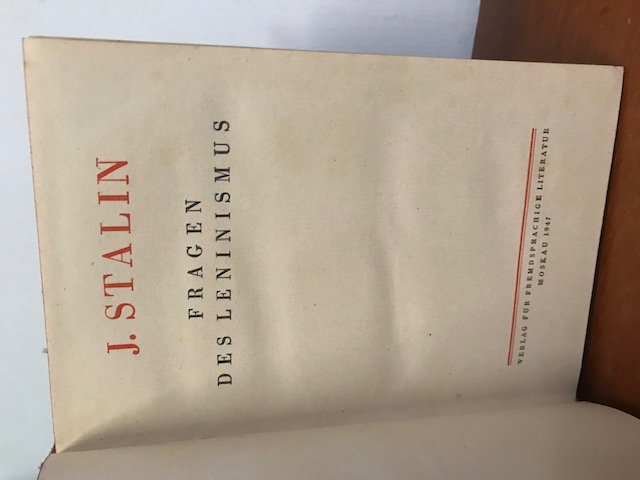 J. STALIN
FRAGEN
DES LENINISMUS
VERLAG FÜR FREMDSPRACHIGE LITERATUR
MOSKAU 1947